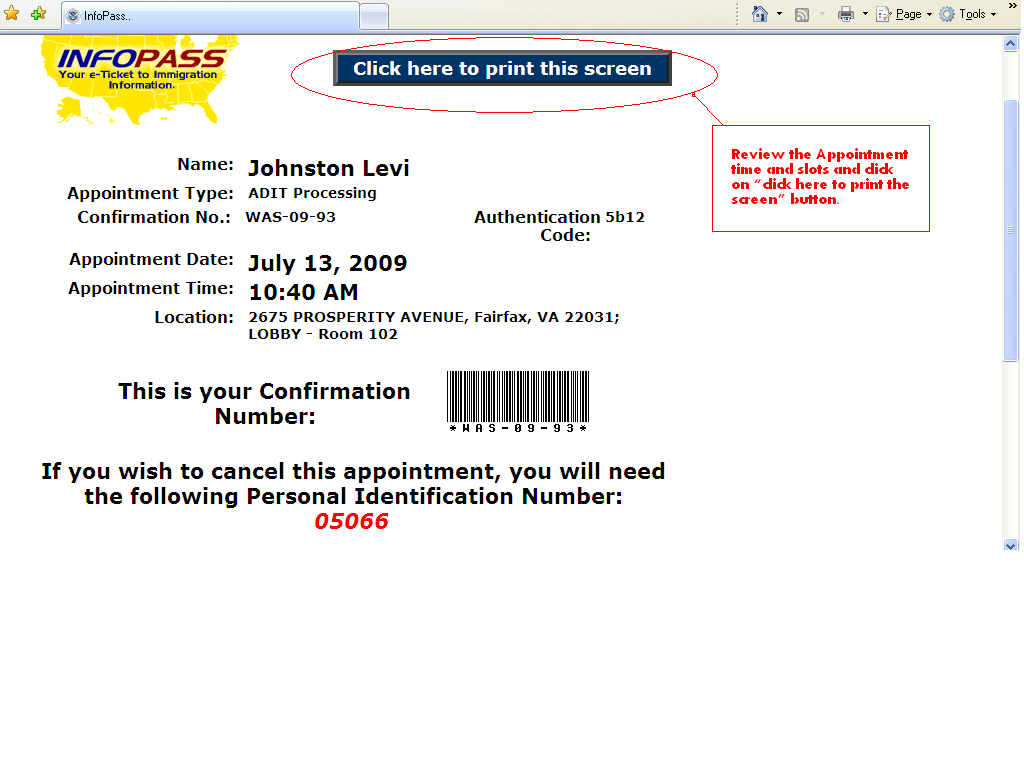 InfoPass..
Page
Tools
INFOPASS
Your e-Ticket to Immigration
Information.
Click here to print this screen
Review the Appointment
time and slots and click
on “click here to print the
screen” button.
Name: Johnston Levi
Appointment Type: ADIT Processing
Confirmation No.: WAS-09-93
Authentication 5b12
Code:
Appointment Date: July 13, 2009
Appointment Time: 10:40 AM
Location: 2675 PROSPERITY AVENUE, Fairfax, VA 22031;
LOBBY - Room 102
This is your Confirmation
Number:
*WAS-09-93*
If you wish to cancel this appointment, you will need
the following Personal Identification Number:
05066